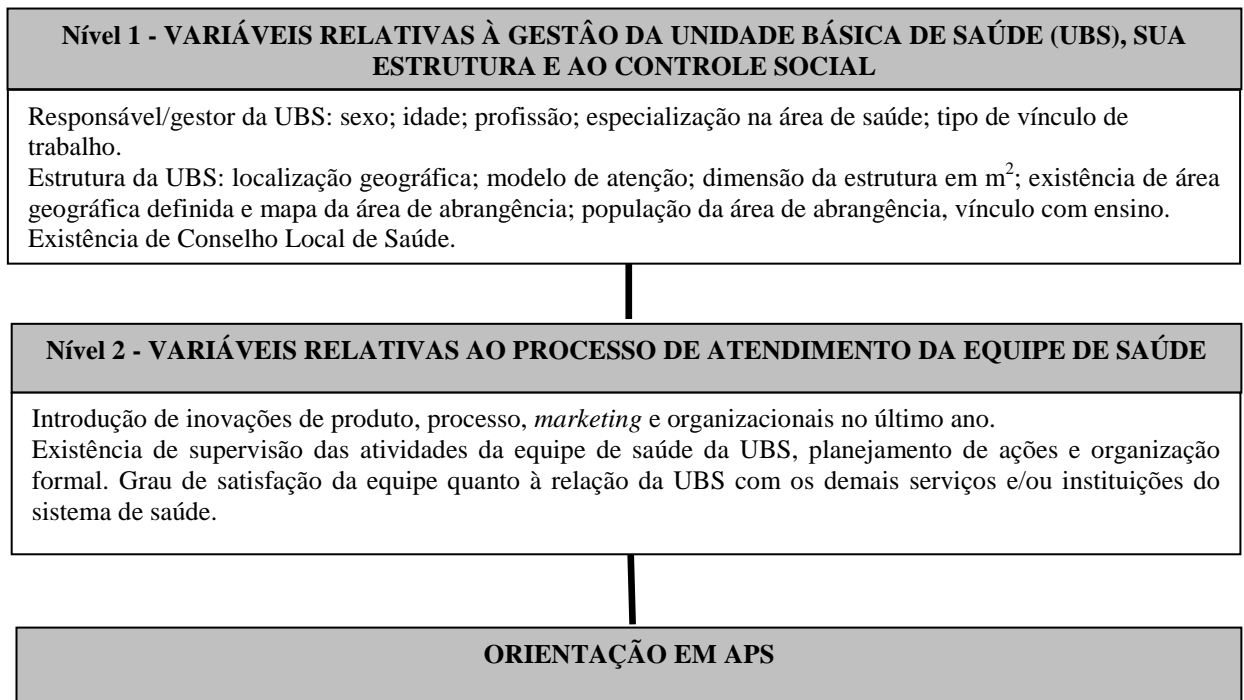 Nível 1 - VARIÁVEIS RELATIVAS À GESTÂO DA UNIDADE BÁSICA DE SAÚDE (UBS), SUA
ESTRUTURA E AO CONTROLE SOCIAL
Responsável/gestor da UBS: sexo; idade; profissão; especialização na área de saúde; tipo de vínculo de
trabalho.
Estrutura da UBS: localização geográfica; modelo de atenção; dimensão da estrutura em m²; existência de área
geográfica definida e mapa da área de abrangência; população da área de abrangência, vínculo com ensino.
Existência de Conselho Local de Saúde.
Nível 2 - VARIÁVEIS RELATIVAS AO PROCESSO DE ATENDIMENTO DA EQUIPE DE SAÚDE
Introdução de inovações de produto, processo, marketing e organizacionais no último ano.
Existência de supervisão das atividades da equipe de saúde da UBS, planejamento de ações e organização
formal. Grau de satisfação da equipe quanto à relação da UBS com os demais serviços e/ou instituições do
sistema de saúde.
ORIENTAÇÃO EM APS